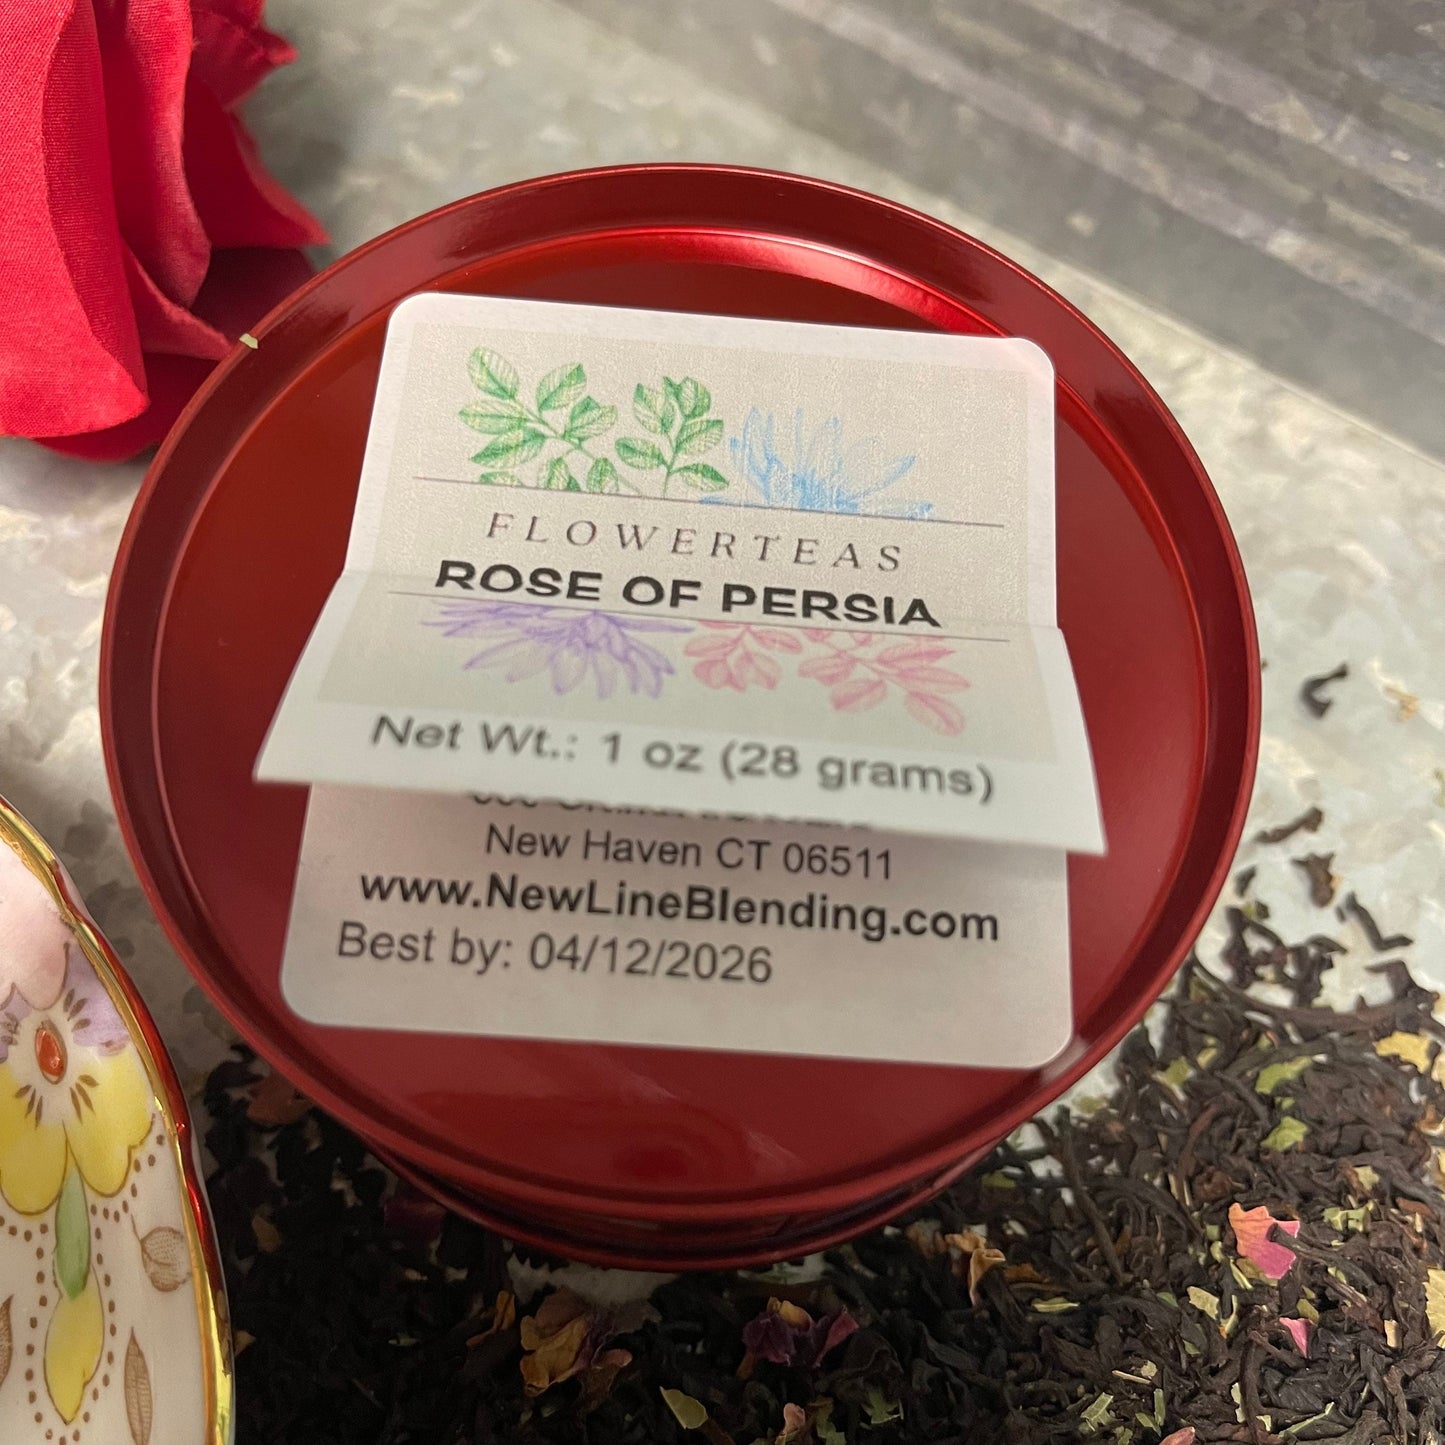 FLOWERTEAS
ROSE OF PERSIA
Net Wt.: 1 oz (28 grams)
New Haven CT 06511
www.NewLineBlending.com
Best by: 04/12/2026